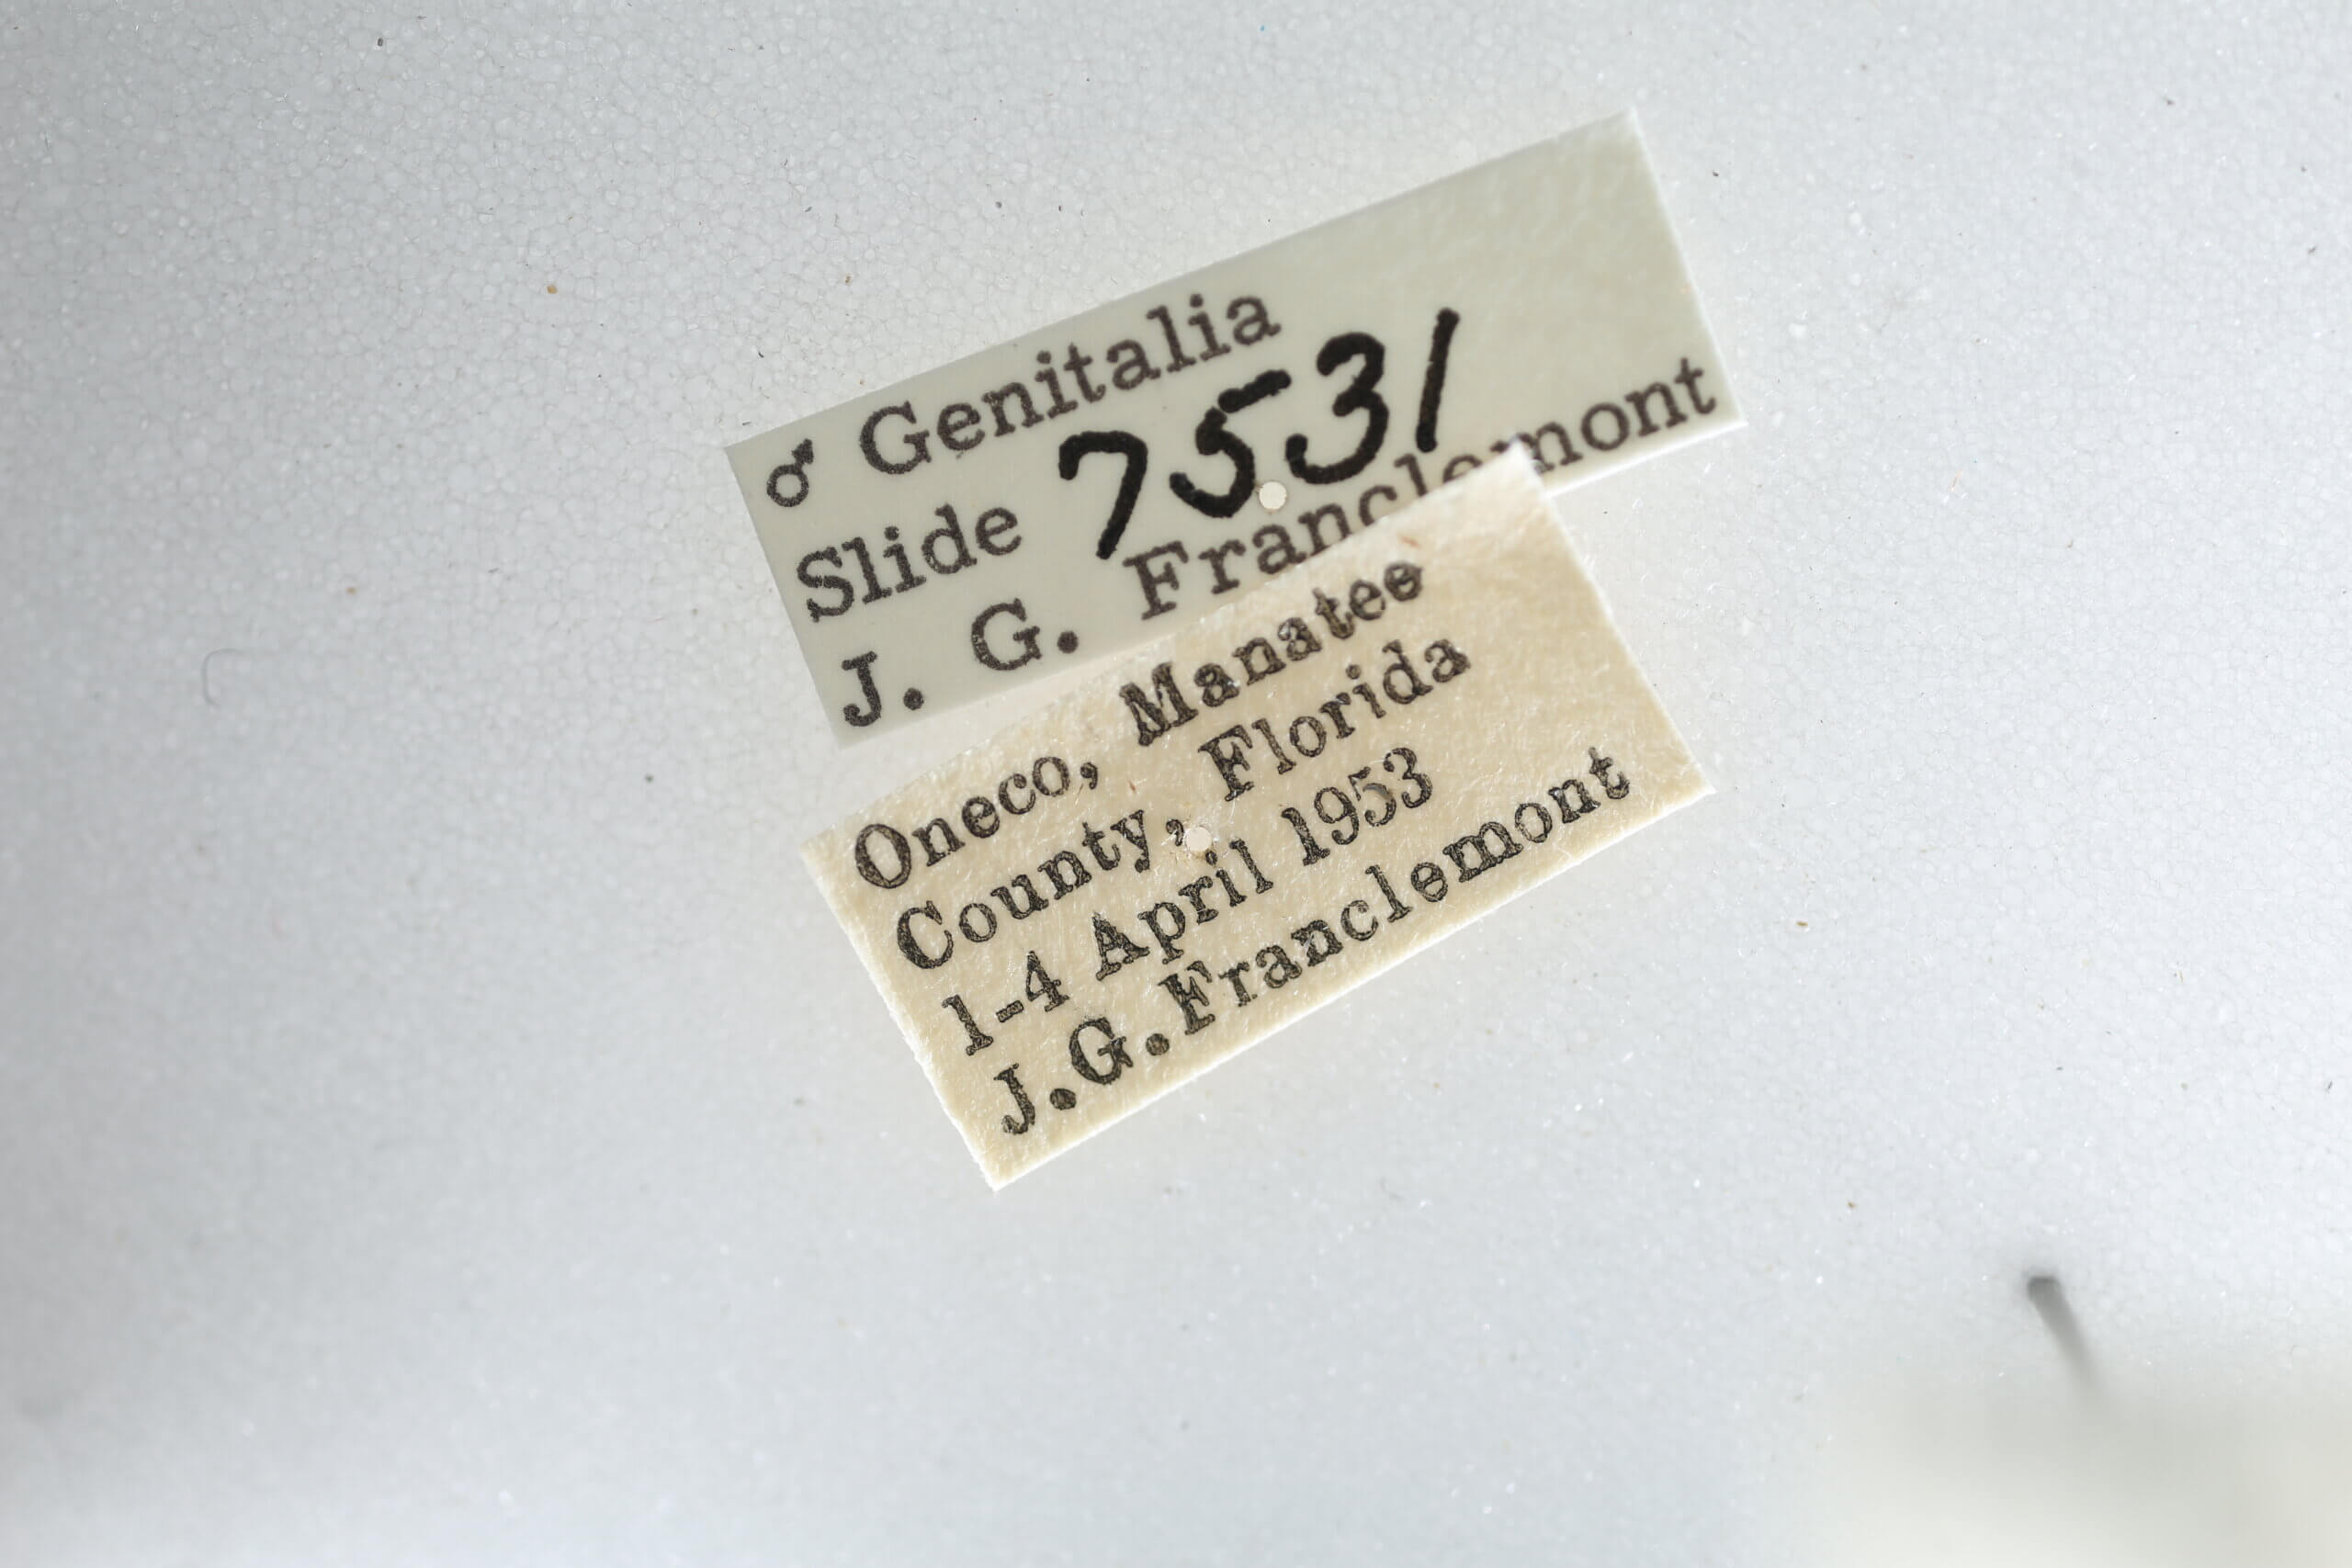 ♂ Genitalia
Slide 7531
J. G. Franclemont
Oneco, Manatee
County, Florida
1-4 April 1953
J.G.Franclemont